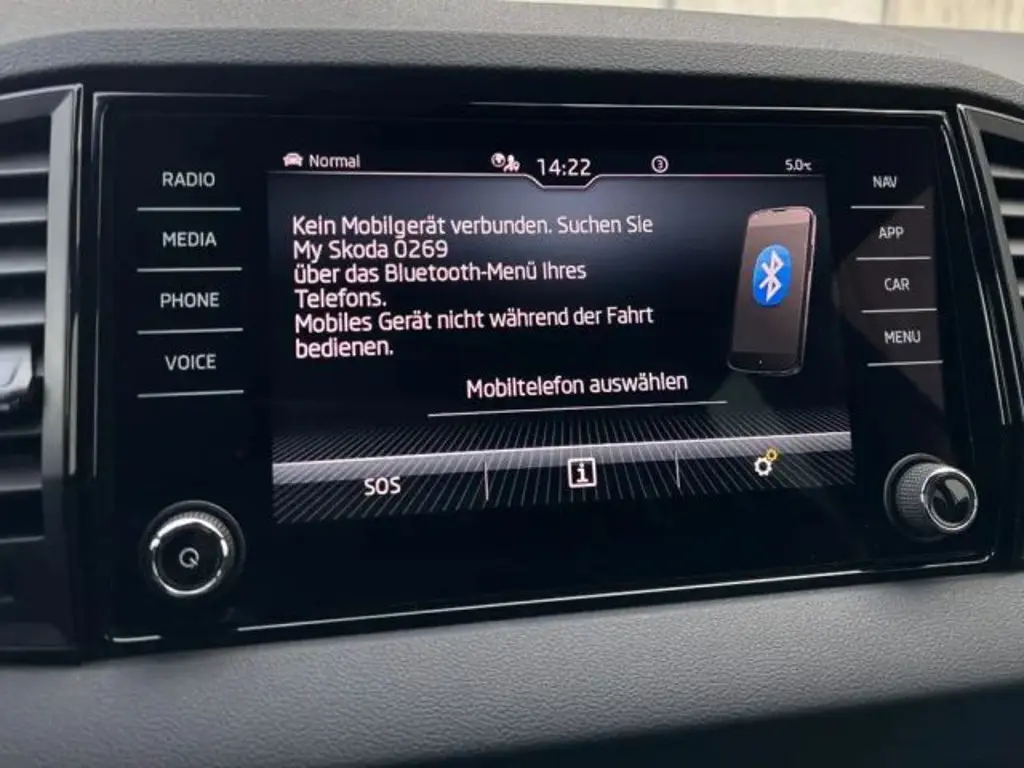 Normal
14:22
3
5.0°C
RADIO
MEDIA
PHONE
VOICE
Kein Mobilgerät verbunden. Suchen Sie
My Skoda 0269
über das Bluetooth-Menü Ihres
Telefons.
Mobiles Gerät nicht während der Fahrt
bedienen.
Mobiltelefon auswählen
SOS
i
NAV
APP
CAR
MENU